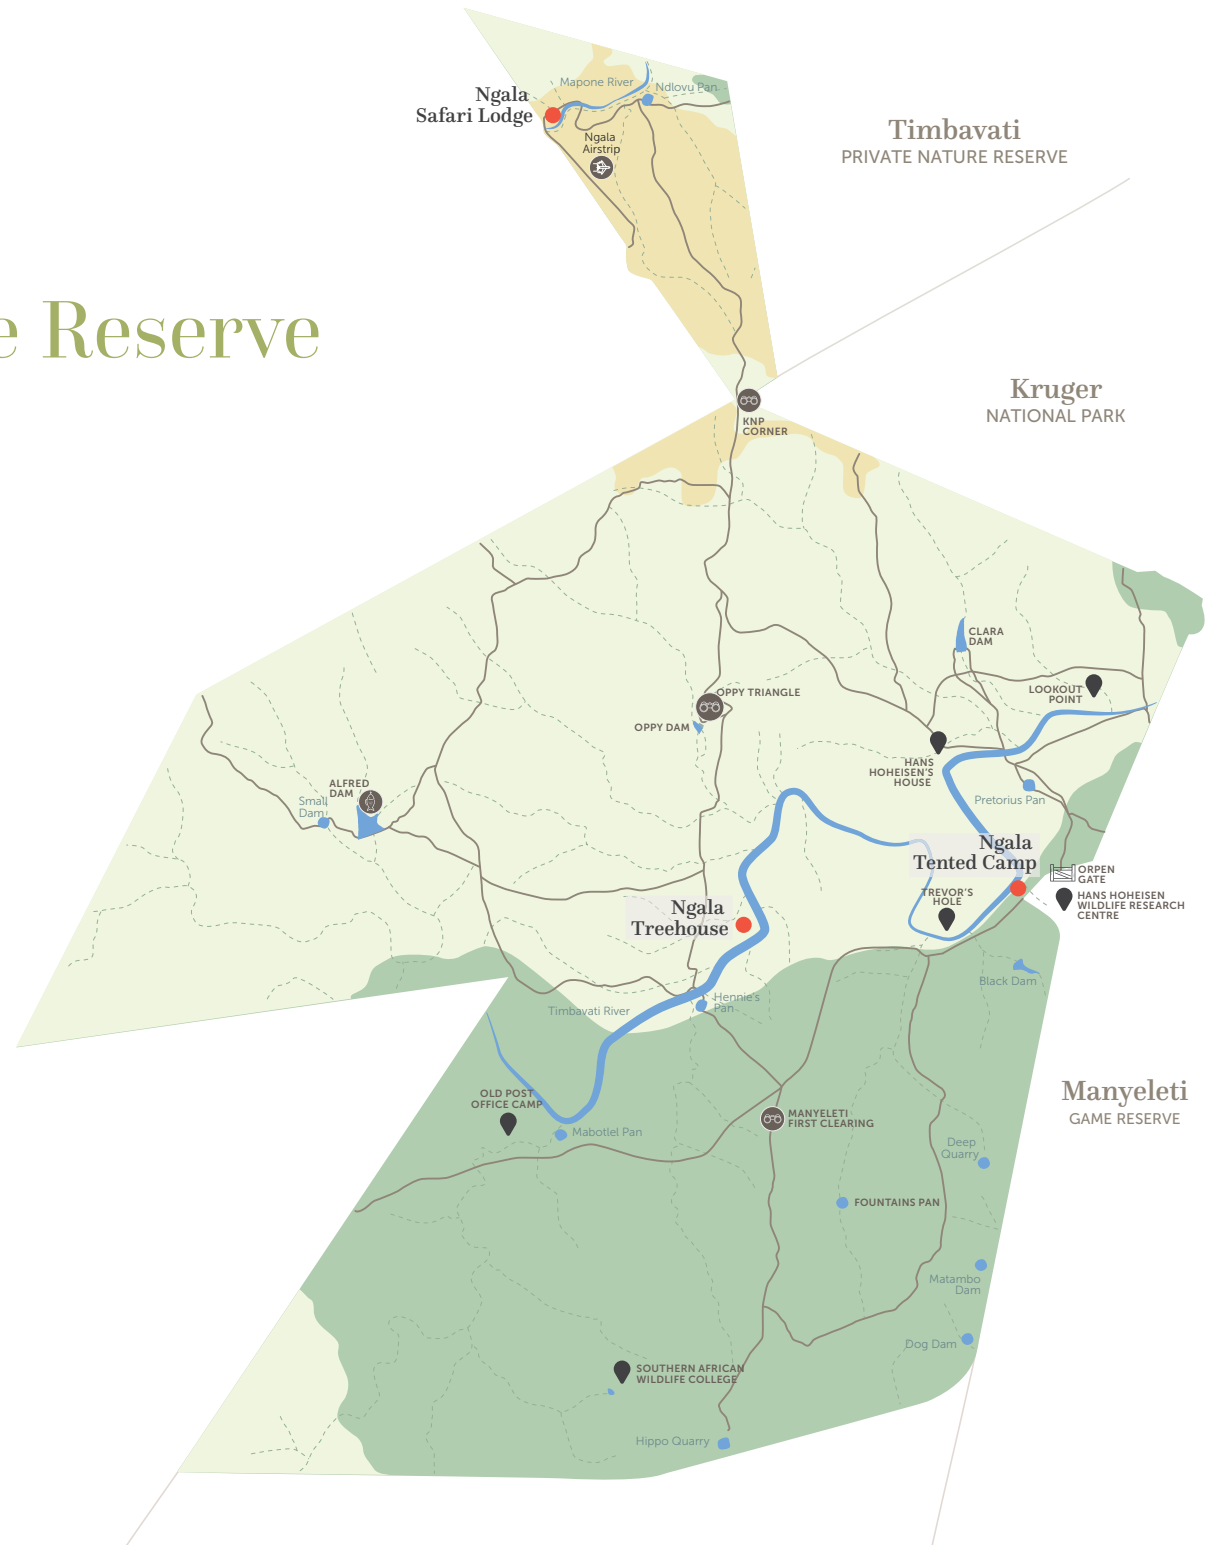 Mapone River
Ndlovu Pan
Ngala
Safari Lodge
Ngala
Airstrip
Timbavati
PRIVATE NATURE RESERVE
e Reserve
Kruger
NATIONAL PARK
KNP
CORNER
CLARA
DAM
LOOKOUT
POINT
OPPY TRIANGLE
OPPY DAM
HANS
HOHEISEN'S
HOUSE
ALFRED
DAM
Small
Dam
Pretorius Pan
Ngala
Tented Camp
ORPEN
GATE
TREVOR'S
HOLE
HANS HOHEISEN
WILDLIFE RESEARCH
CENTRE
Ngala
Treehouse
Black Dam
Hennie's
Pan
Timbavati River
OLD POST
OFFICE CAMP
Mabotlel Pan
Manyeleti
GAME RESERVE
MANYELETI
FIRST CLEARING
Deep
Quarry
FOUNTAINS PAN
Matambo
Dam
Dog Dam
SOUTHERN AFRICAN
WILDLIFE COLLEGE
Hippo Quarry